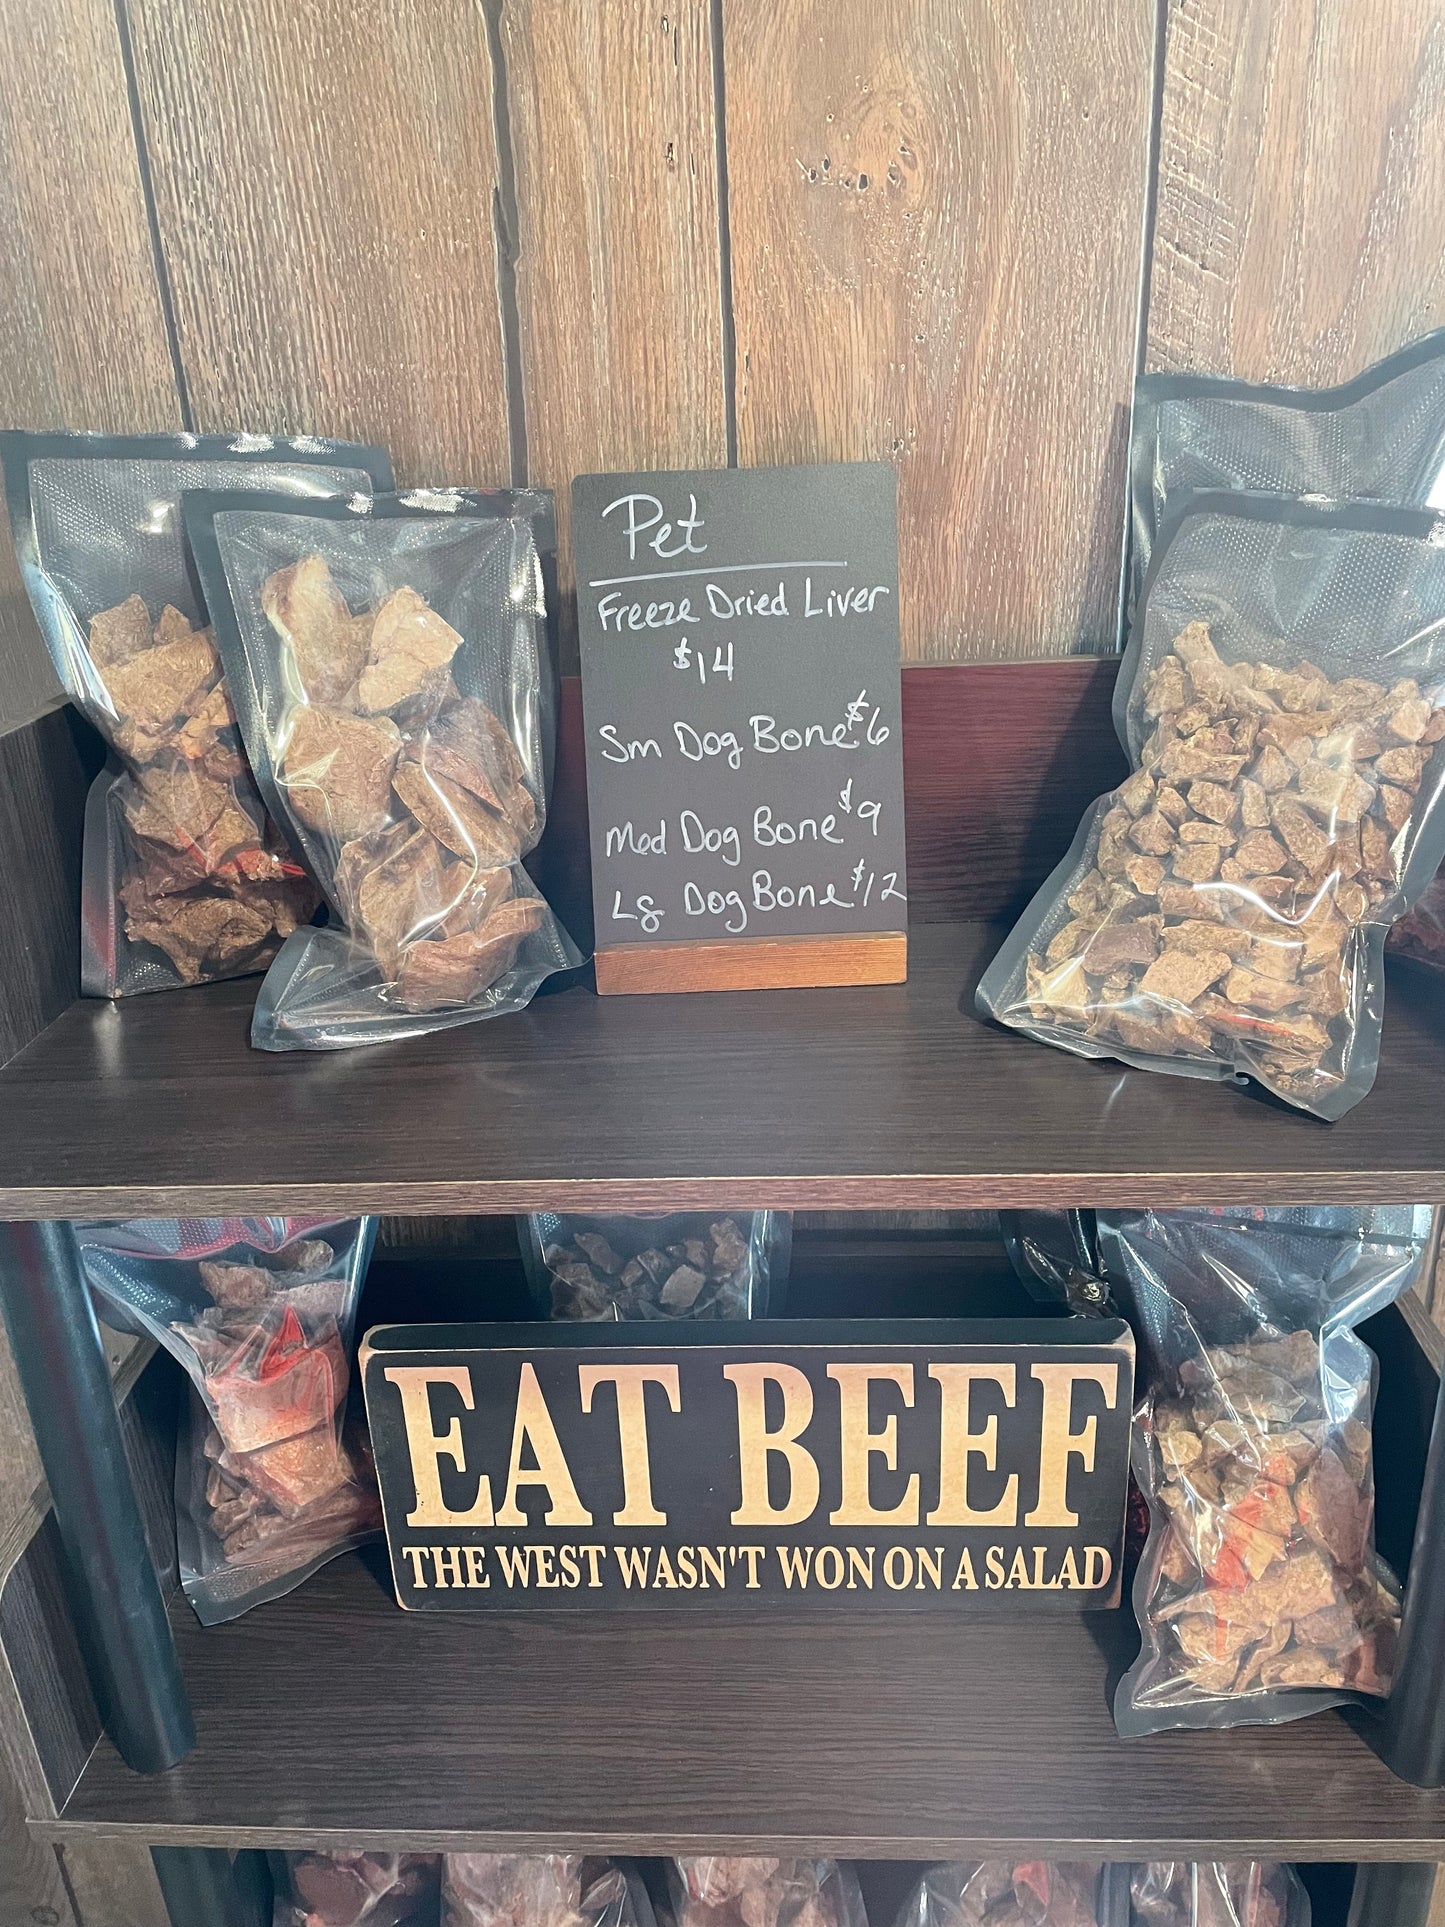 Pet
Freeze Dried Liver
$14
Sm Dog Bone $6
Med Dog Bone $9
Lg Dog Bone $12
EAT BEEF
THE WEST WASN'T WON ON A SALAD